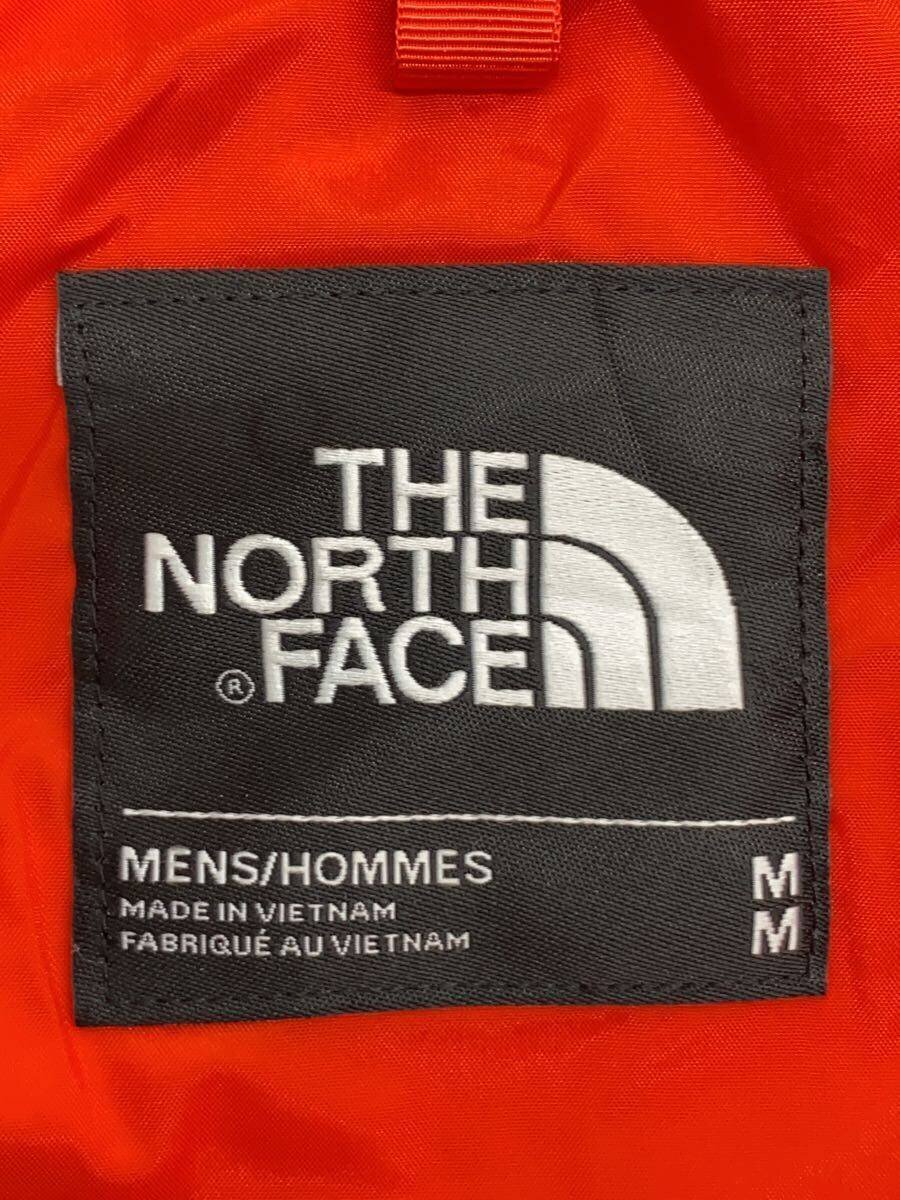 THE
NORTH
® FACE
MENS/HOMMES M
MADE IN VIETNAM
FABRIQUÉ AU VIETNAM M